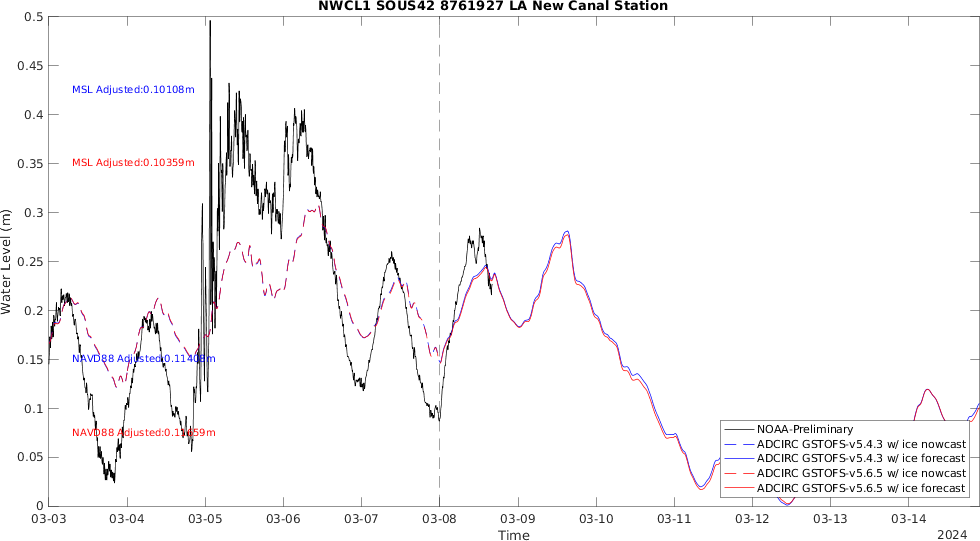 NWCL1 SOUS42 8761927 LA New Canal Station
Water Level (m)
0.5
0.45
0.4
0.35
0.3
0.25
0.2
0.15
0.1
0.05
0
MSL Adjusted:0.10108m
MSL Adjusted:0.10359m
NAVD88 Adjusted:0.11408m
NAVD88 Adjusted:
NOAA-Preliminary
ADCIRC GSTOFS-v5.4.3 w/ ice nowcast
ADCIRC GSTOFS-v5.4.3 w/ ice forecast
ADCIRC GSTOFS-v5.6.5 w/ ice nowcast
ADCIRC GSTOFS-v5.6.5 w/ ice forecast
03-03 03-04 03-05 03-06 03-07 03-08 03-09 03-10 03-11 03-12 03-13 03-14
Time
2024